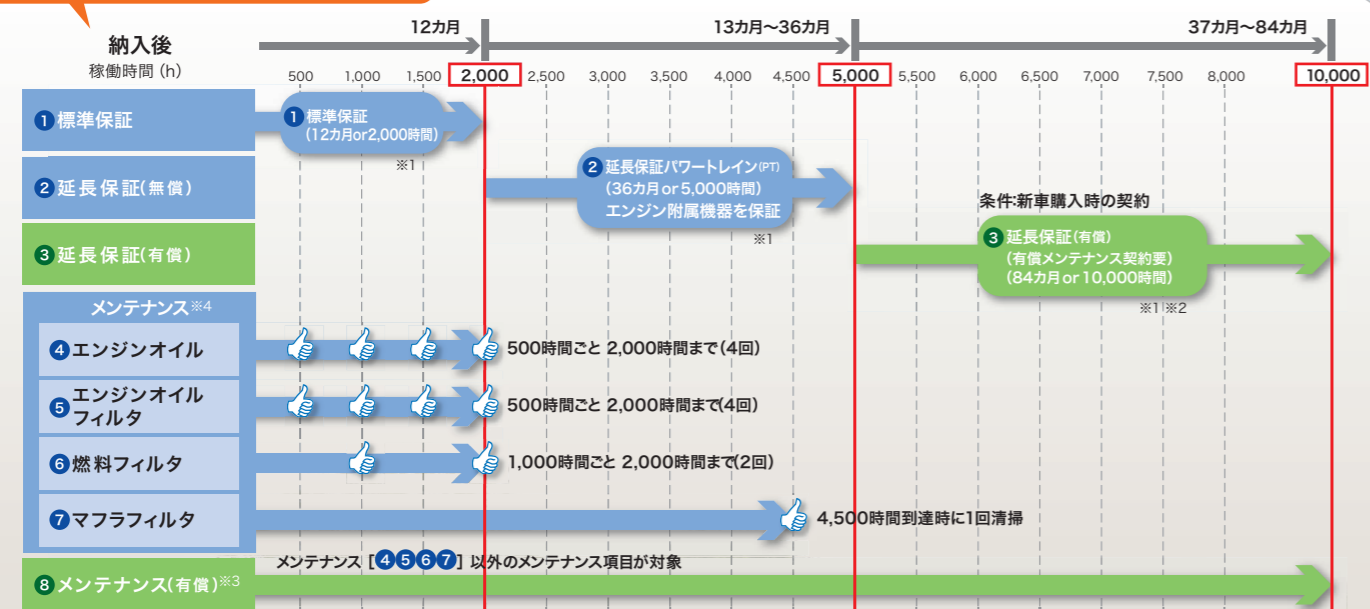 12カ月
13カ月～36カ月
37カ月～84カ月
納入後
稼働時間（h）
500 1,000 1,500 2,000 2,500 3,000 3,500 4,000 4,500 5,000 5,500 6,000 6,500 7,000 7,500 8,000 10,000
①標準保証
①標準保証
（12カ月or2,000時間）
※1
②延長保証(無償)
②延長保証パワートレイン(PT)
（36カ月or5,000時間）
エンジン附属機器を保証
※1
条件:新車購入時の契約
③延長保証(有償)
③延長保証(有償)
（有償メンテナンス契約要）
（84カ月or10,000時間）
※1 ※2
メンテナンス※4
④エンジンオイル
500時間ごと 2,000時間まで（4回）
⑤エンジンオイル
フィルタ
500時間ごと 2,000時間まで(4回)
⑥燃料フィルタ
1,000時間ごと 2,000時間まで(2回)
⑦マフラフィルタ
4,500時間到達時に1回清掃
メンテナンス［④⑤⑥⑦］以外のメンテナンス項目が対象
⑧メンテナンス(有償)※3